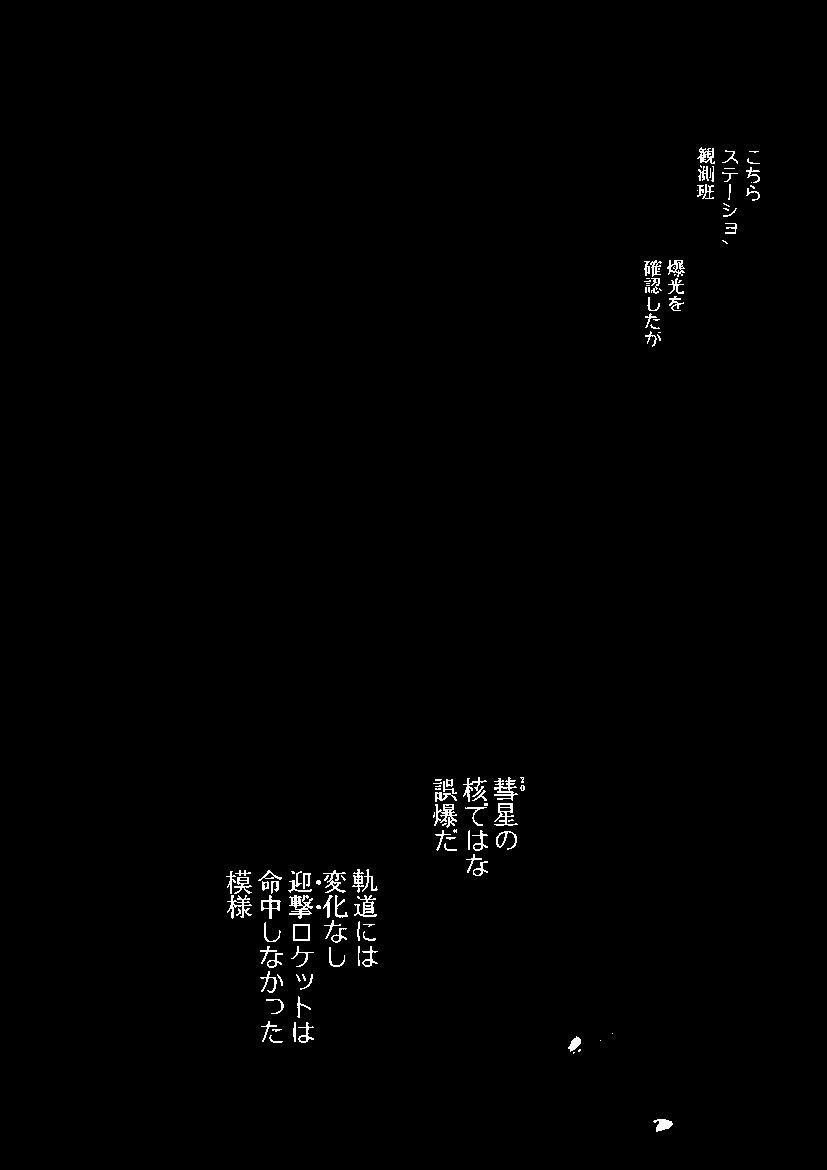 こちら
ステーション
観測班
爆光を
確認したが
彗星の
核ではな
誤爆だ
軌道には
変化なし
迎撃ロケットは
命中しなかった
模様